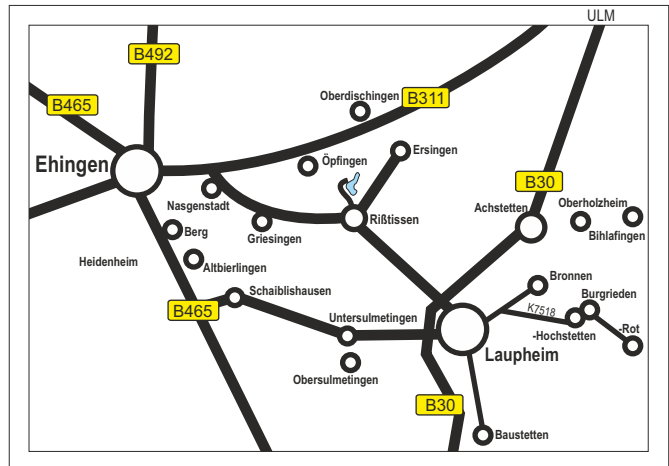 ULM
B492
B465
Oberdischingen
B311
Ehingen
Öpfingen
Ersingen
B30
Nasgenstadt
Achstetten
Oberholzheim
Rißtissen
Bihlafingen
Berg
Griesingen
Heidenheim
Altbierlingen
Bronnen
Schaiblishausen
Burgrieden
B465
K7518
Untersulmetingen
-Hochstetten
-Rot
Laupheim
Obersulmetingen
B30
Baustetten